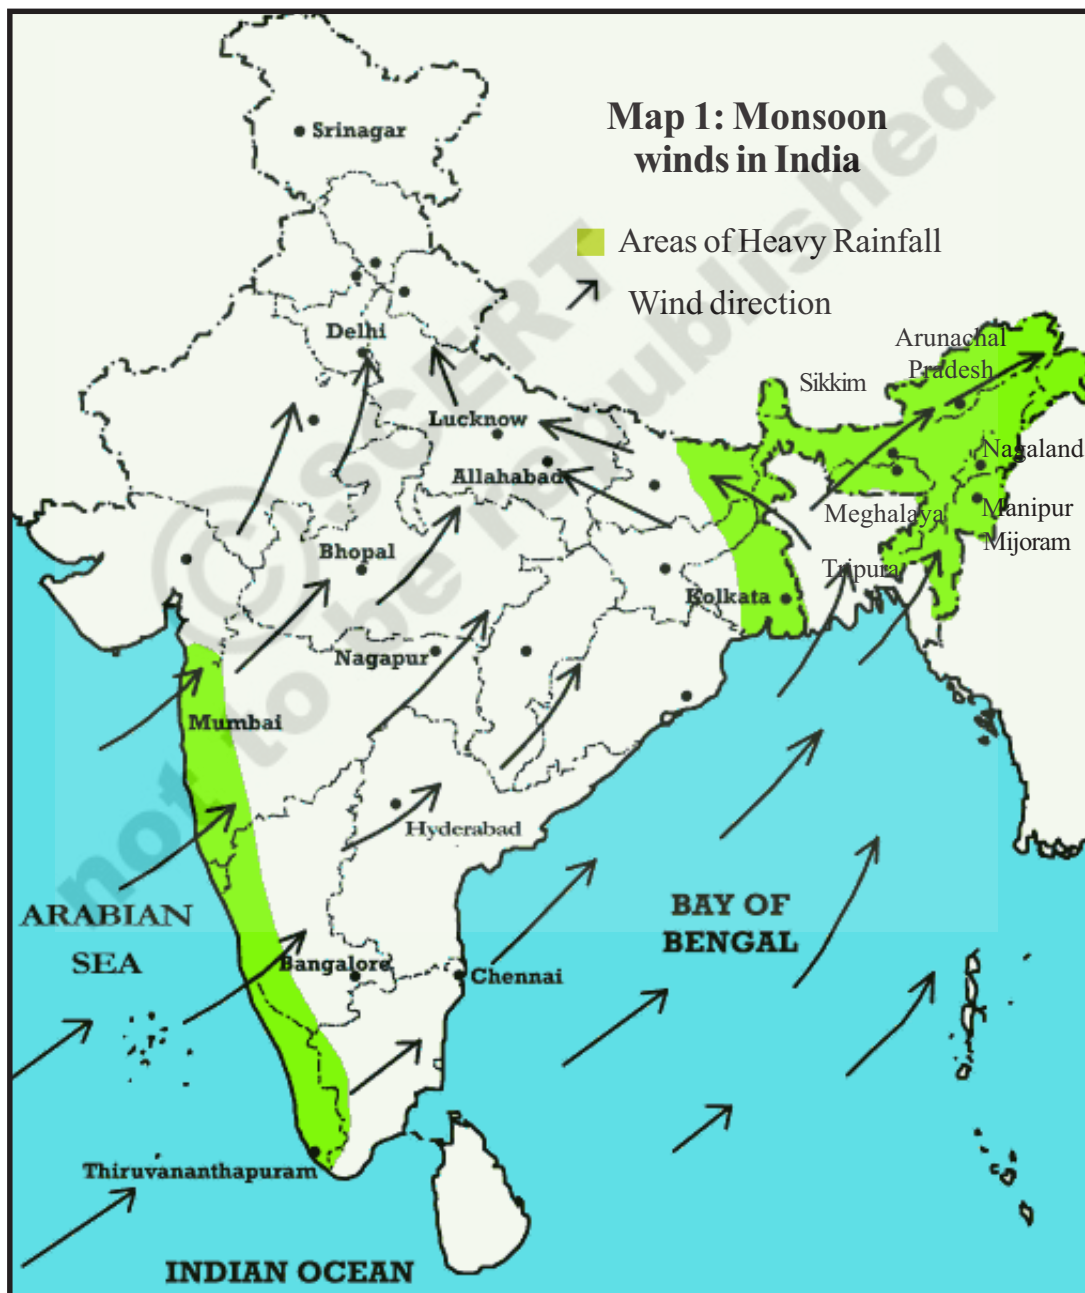 Map 1: Monsoon
winds in India
Areas of Heavy Rainfall
Wind direction
Srinagar
Delhi
Lucknow
Allahabad
Bhopal
Nagapur
Mumbai
Hyderabad
Bangalore
Chennai
Thiruvananthapuram
Kolkata
Sikkim
Arunachal
Pradesh
Nagaland
Manipur
Mijoram
Meghalaya
Tripura
ARABIAN
SEA
BAY OF
BENGAL
INDIAN OCEAN
© SCERT
not to be republished